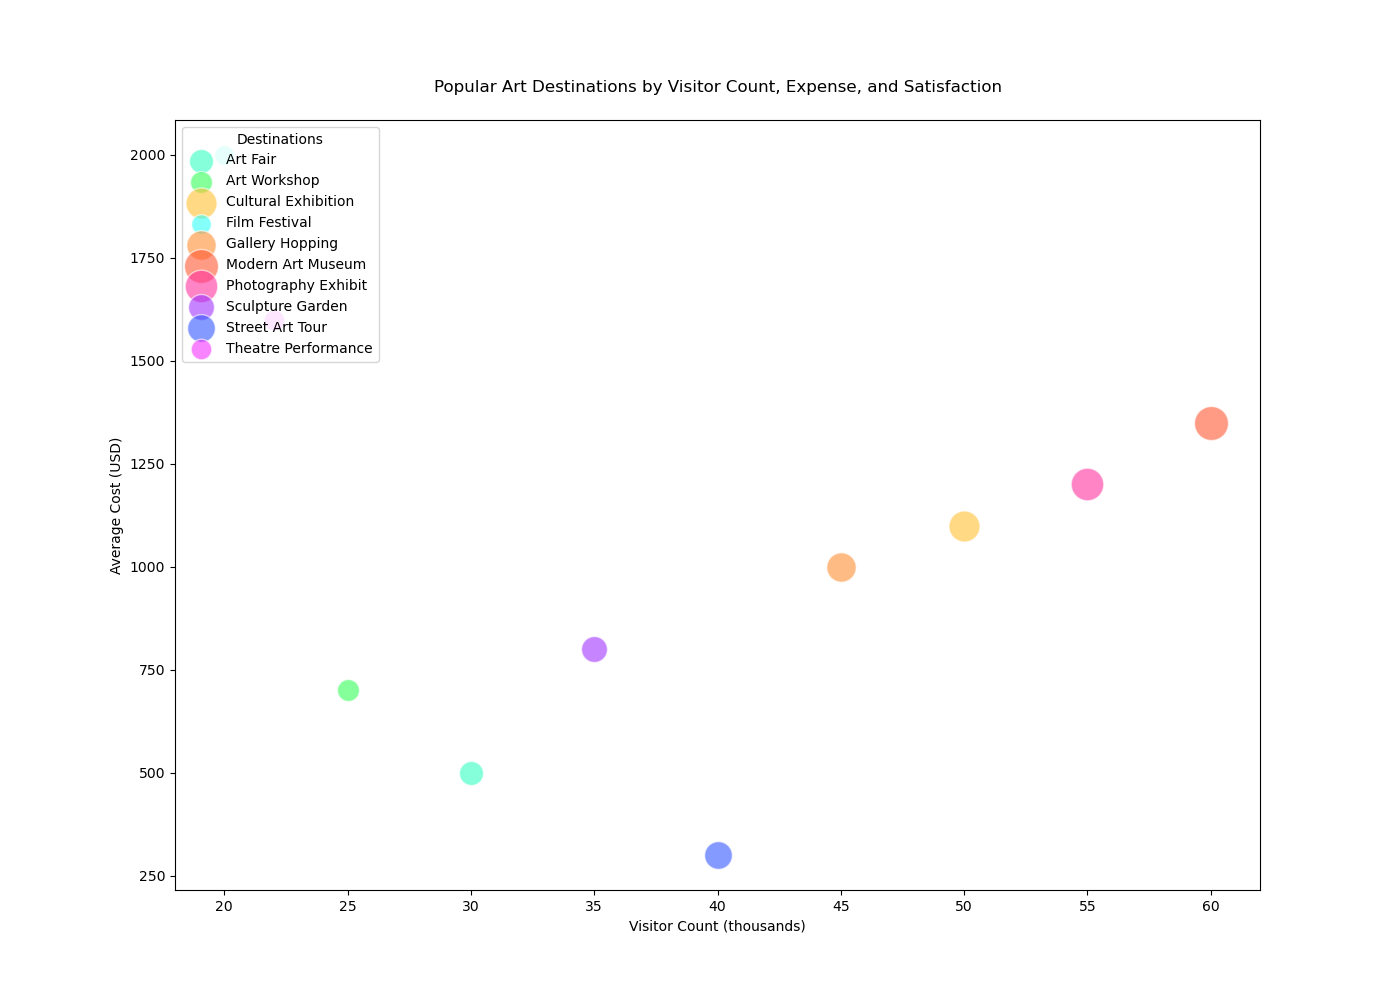 Popular Art Destinations by Visitor Count, Expense, and Satisfaction
Destinations
Art Fair
Art Workshop
Cultural Exhibition
Film Festival
Gallery Hopping
Modern Art Museum
Photography Exhibit
Sculpture Garden
Street Art Tour
Theatre Performance
Average Cost (USD)
2000
1750
1500
1250
1000
750
500
250
20 25 30 35 40 45 50 55 60
Visitor Count (thousands)